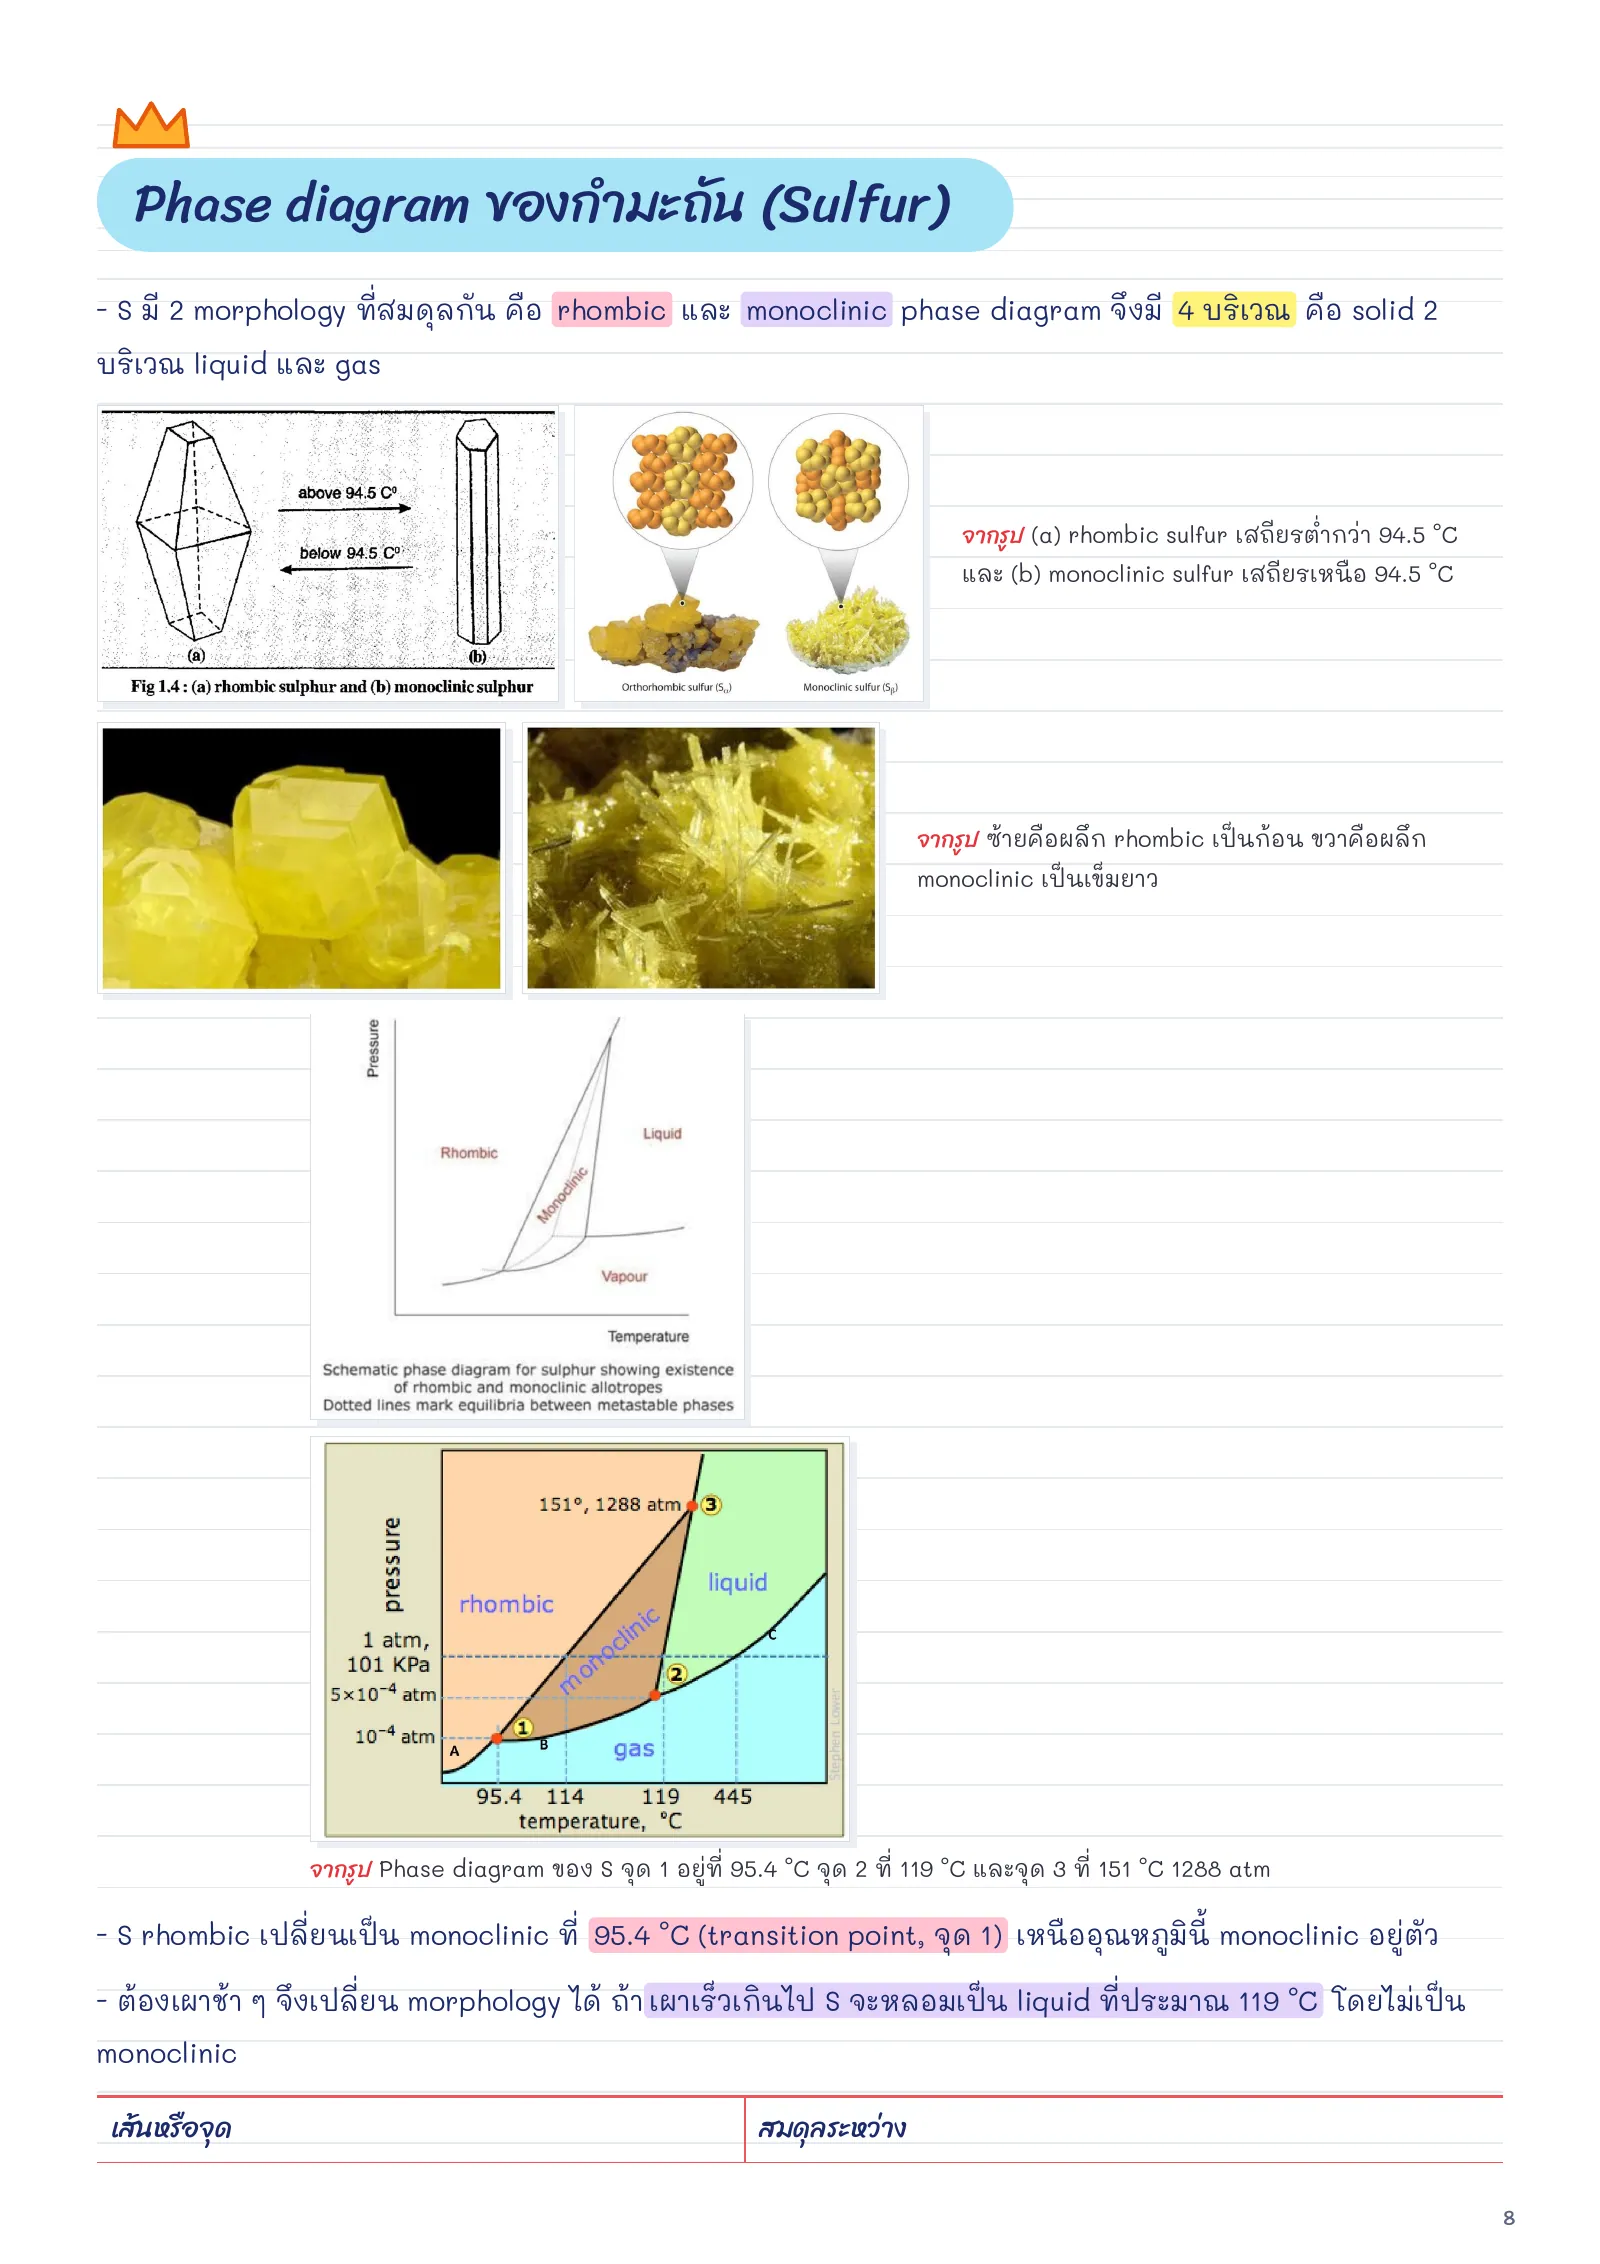 Phase diagram ของกำมะถัน (Sulfur)
- S มี 2 morphology ที่สมดุลกัน คือ rhombic และ monoclinic phase diagram จึงมี 4 บริเวณ คือ solid 2
บริเวณ liquid และ gas
above 94.5 C⁰
below 94.5 C⁰
(a)
(b)
Fig 1.4 : (a) rhombic sulphur and (b) monoclinic sulphur
Orthorhombic sulfur (Sα)
Monoclinic sulfur (Sβ)
จากรูป (a) rhombic sulfur เสถียรต่ำกว่า 94.5 °C
และ (b) monoclinic sulfur เสถียรเหนือ 94.5 °C
จากรูป ซ้ายคือผลึก rhombic เป็นก้อน ขวาคือผลึก
monoclinic เป็นเข็มยาว
Pressure
Rhombic
Liquid
Monoclinic
Vapour
Temperature
Schematic phase diagram for sulphur showing existence
of rhombic and monoclinic allotropes
Dotted lines mark equilibria between metastable phases
pressure
151°, 1288 atm
3
rhombic
liquid
monoclinic
C
1 atm,
101 KPa
2
5×10⁻⁴ atm
10⁻⁴ atm
1
A
B
gas
Stephen Lower
95.4 114 119 445
temperature, °C
จากรูป Phase diagram ของ S จุด 1 อยู่ที่ 95.4 °C จุด 2 ที่ 119 °C และจุด 3 ที่ 151 °C 1288 atm
- S rhombic เปลี่ยนเป็น monoclinic ที่ 95.4 °C (transition point, จุด 1) เหนืออุณหภูมินี้ monoclinic อยู่ตัว
- ต้องเผาช้า ๆ จึงเปลี่ยน morphology ได้ ถ้าเผาเร็วเกินไป S จะหลอมเป็น liquid ที่ประมาณ 119 °C โดยไม่เป็น
monoclinic
เส้นหรือจุด
สมดุลระหว่าง
8